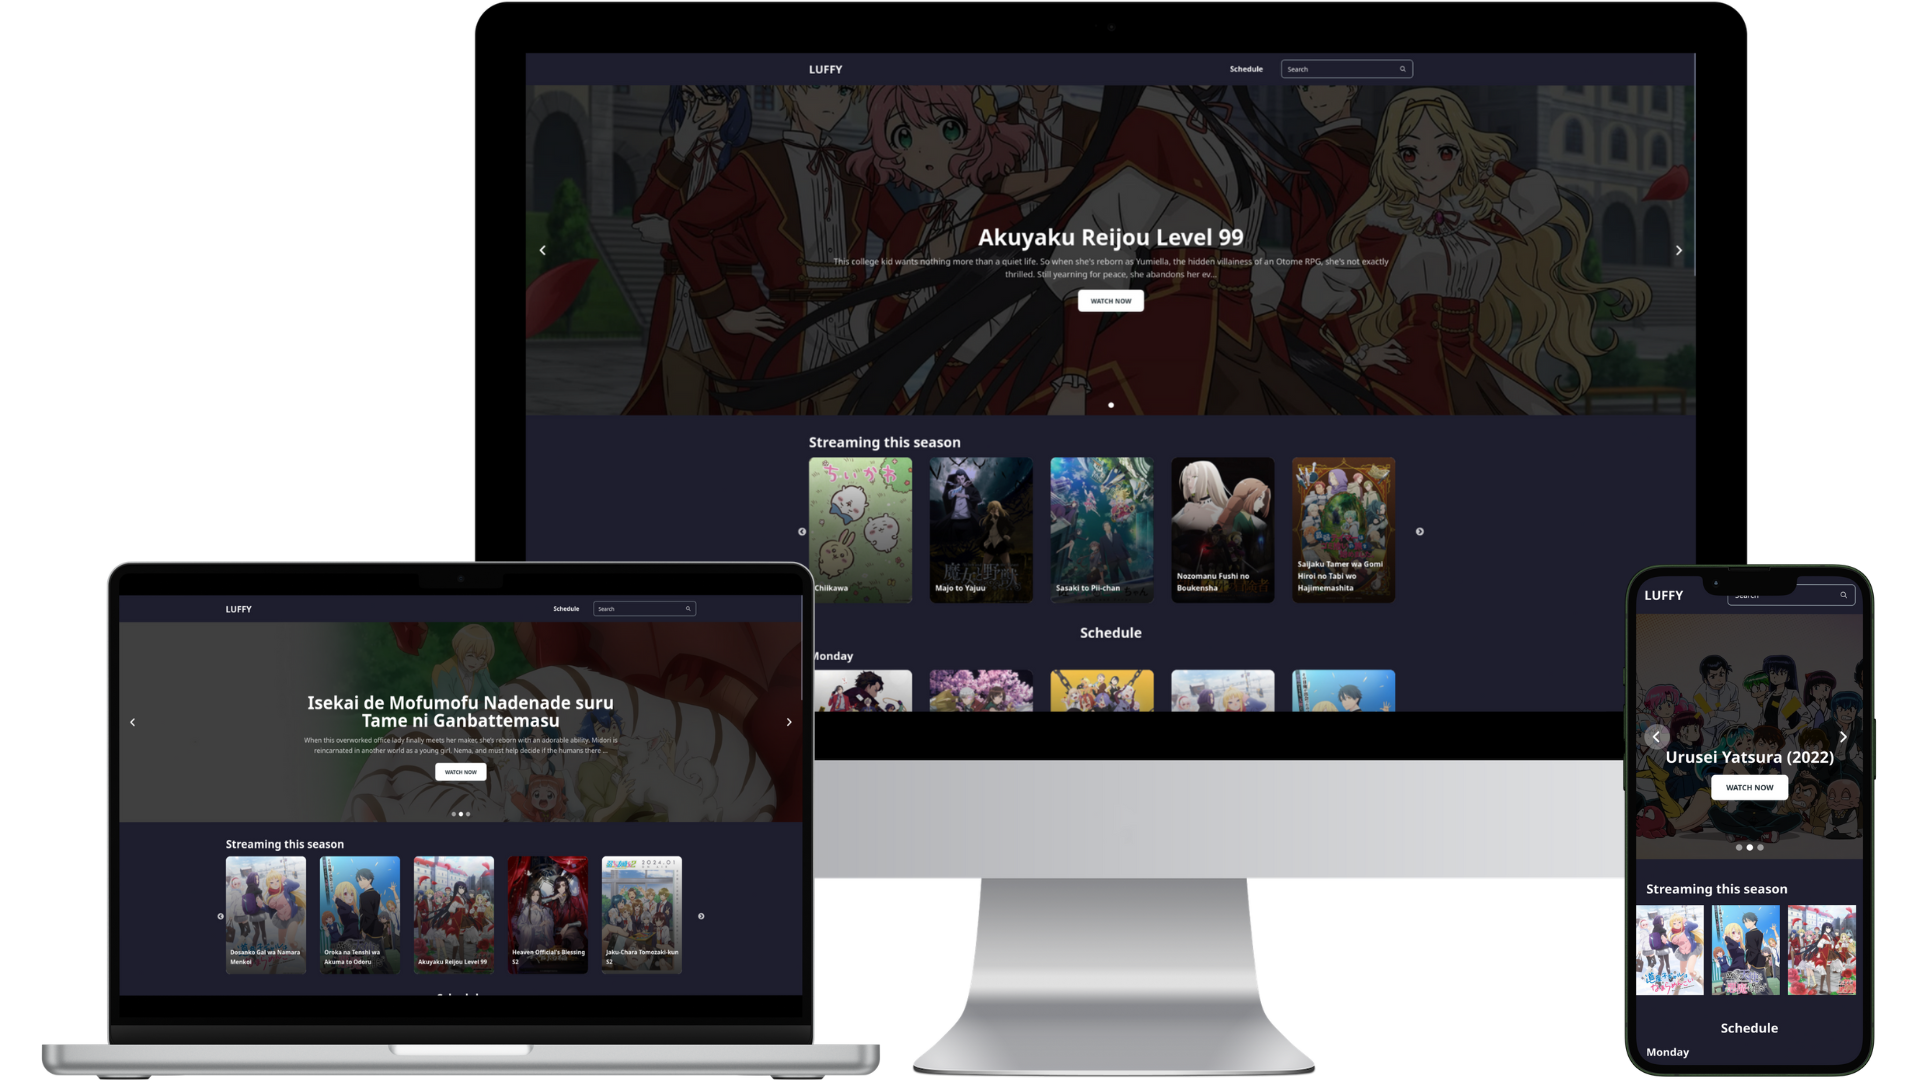 LUFFY
Schedule
Search
Akuyaku Reijou Level 99
This college kid wants nothing more than a quiet life. So when she's reborn as Yumiella, the hidden villainess of an Otome RPG, she's not exactly
thrilled. Still yearning for peace, she abandons her ev...
WATCH NOW
Streaming this season
ちいかわ
Chiikawa
Majo to Yajuu
Sasaki to Pii-chan
Nozomanu Fushi no
Boukensha
Saijaku Tamer wa Gomi
Hiroi no Tabi wo
Hajimemashita
Schedule
Monday
LUFFY
Schedule
Search
Isekai de Mofumofu Nadenade suru
Tame ni Ganbattemasu
When this overworked office lady finally meets her makes, she's reborn with an adorable ability. Midori is
reincarnated in another world as a young girl, Nema, and must help decide if the humans there ...
WATCH NOW
Streaming this season
Dosanko Gal wa Namara
Menkoi
Oroka na Tenshi wa
Akuma to Odoru
Akuyaku Reijou Level 99
Heaven Official's Blessing
S2
2024.01
Jaku-Chara Tomozaki-kun
S2
LUFFY
Search
Urusei Yatsura (2022)
WATCH NOW
Streaming this season
Schedule
Monday